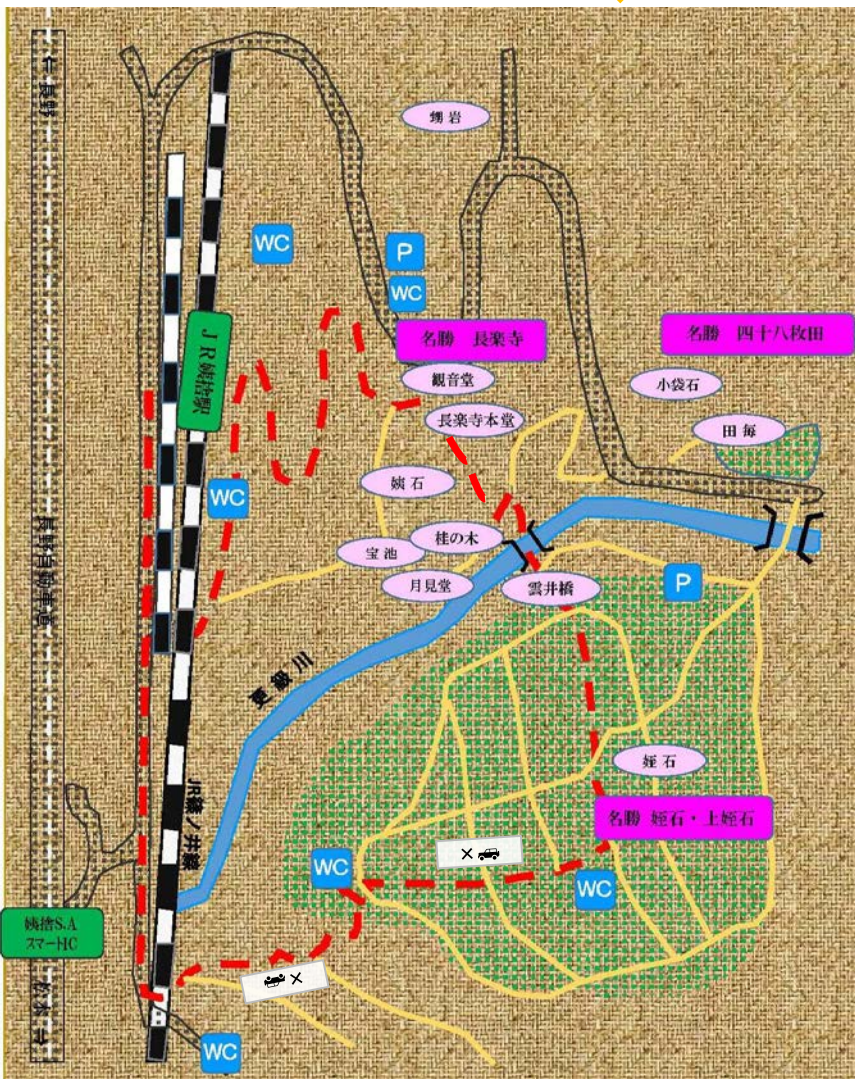 ⇐ 長野
甥岩
WC
P
WC
名勝 長楽寺
名勝 四十八枚田
JR姨捨駅
観音堂
小袋石
長楽寺本堂
田毎
姨石
WC
長野自動車道
桂の木
宝池
月見堂
雲井橋
P
更級川
姪石
JR篠ノ井線
名勝 姪石・上姪石
×
WC
WC
姨捨S.A
スマートIC
×
松本 ⇒
WC